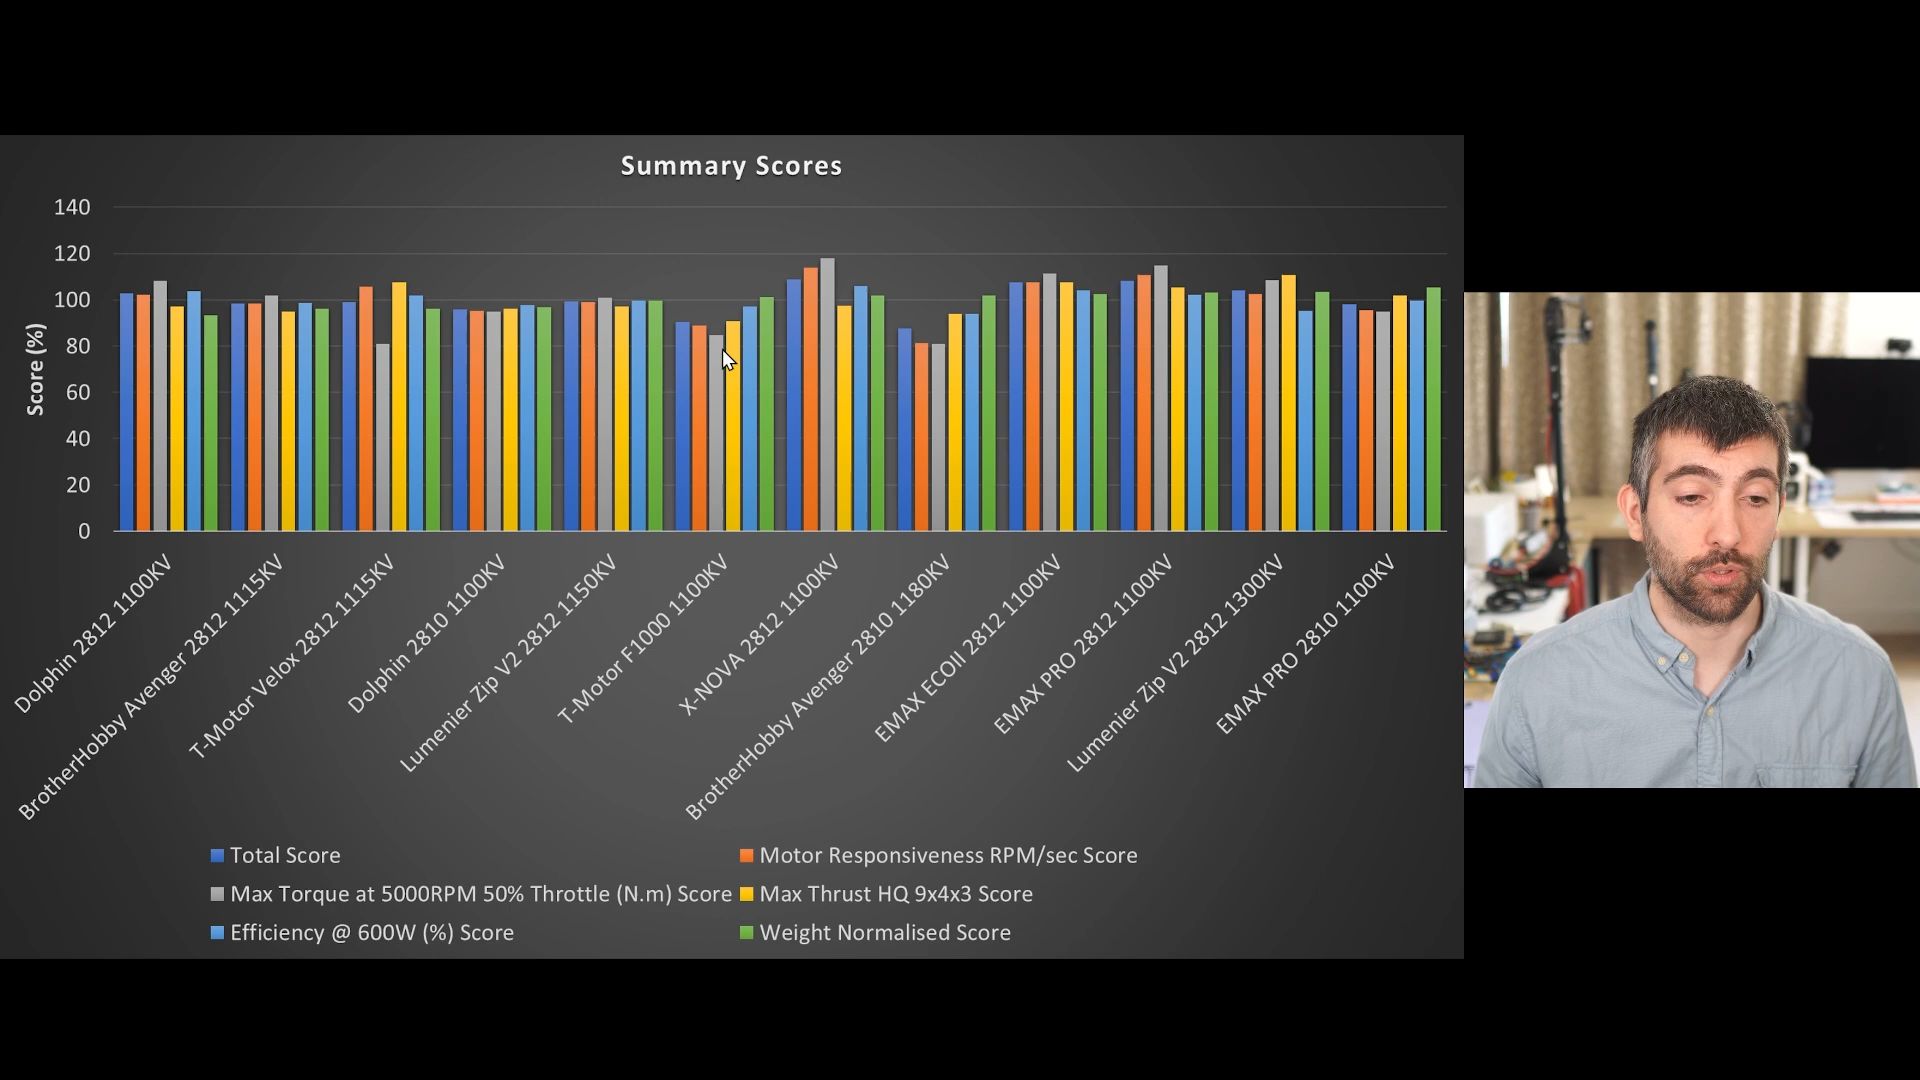 Summary Scores
Score (%)
140
120
100
80
60
40
20
0
Dolphin 2812 1100KV
BrotherHobby Avenger 2812 1115KV
T-Motor Velox 2812 1115KV
Dolphin 2810 1100KV
Lumenier Zip V2 2812 1150KV
T-Motor F1000 1100KV
X-NOVA 2812 1100KV
BrotherHobby Avenger 2810 1180KV
EMAX ECOII 2812 1100KV
EMAX PRO 2812 1100KV
Lumenier Zip V2 2812 1300KV
EMAX PRO 2810 1100KV
Total Score
Motor Responsiveness RPM/sec Score
Max Torque at 5000RPM 50% Throttle (N.m) Score
Max Thrust HQ 9x4x3 Score
Efficiency @ 600W (%) Score
Weight Normalised Score